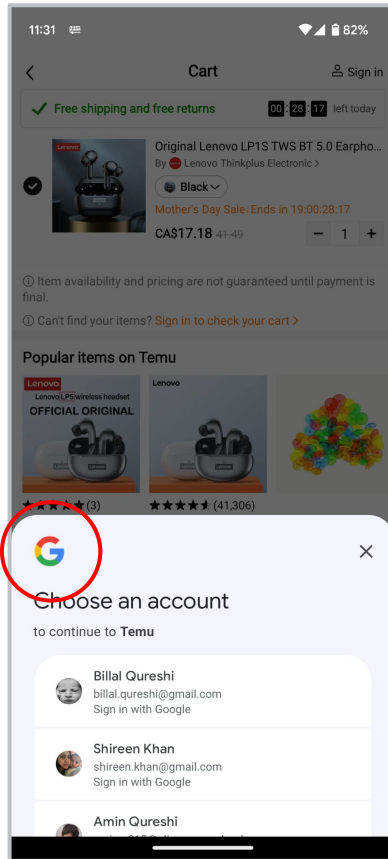 11:31
82%
Cart
Sign in
Free shipping and free returns
00:28:17 left today
Lenovo
Original Lenovo LP1S TWS BT 5.0 Earpho...
By Lenovo Thinkplus Electronic >
Black
Mother's Day Sale Ends in 19:00:28:17
CA$17.18 41.49
− 1 +
Item availability and pricing are not guaranteed until payment is
final.
Can't find your items? Sign in to check your cart >
Popular items on Temu
Lenovo
Lenovo LP5 wireless headset
OFFICIAL ORIGINAL
Lenovo
(3)
(41,306)
G
Choose an account
to continue to Temu
Billal Qureshi
billal.qureshi@gmail.com
Sign in with Google
Shireen Khan
shireen.khan@gmail.com
Sign in with Google
Amin Qureshi